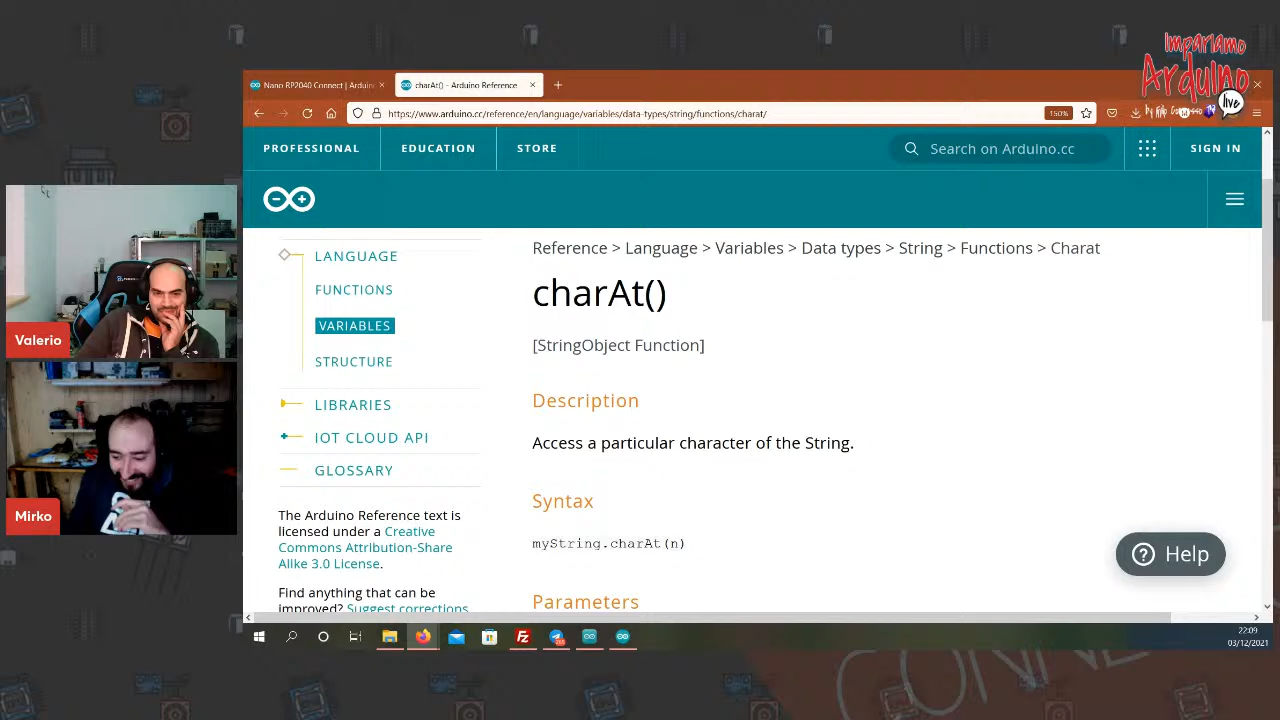 Impariamo
Arduino
live
Nano RP2040 Connect | Arduin
charAt() - Arduino Reference
https://www.arduino.cc/reference/en/language/variables/data-types/string/functions/charat/
150%
PROFESSIONAL
EDUCATION
STORE
Search on Arduino.cc
SIGN IN
LANGUAGE
FUNCTIONS
VARIABLES
STRUCTURE
LIBRARIES
IOT CLOUD API
GLOSSARY
The Arduino Reference text is
licensed under a Creative
Commons Attribution-Share
Alike 3.0 License.
Find anything that can be
improved? Suggest corrections
Reference > Language > Variables > Data types > String > Functions > Charat
charAt()
[StringObject Function]
Description
Access a particular character of the String.
Syntax
myString.charAt(n)
Parameters
Help
Valerio
Mirko
22:09
03/12/2021